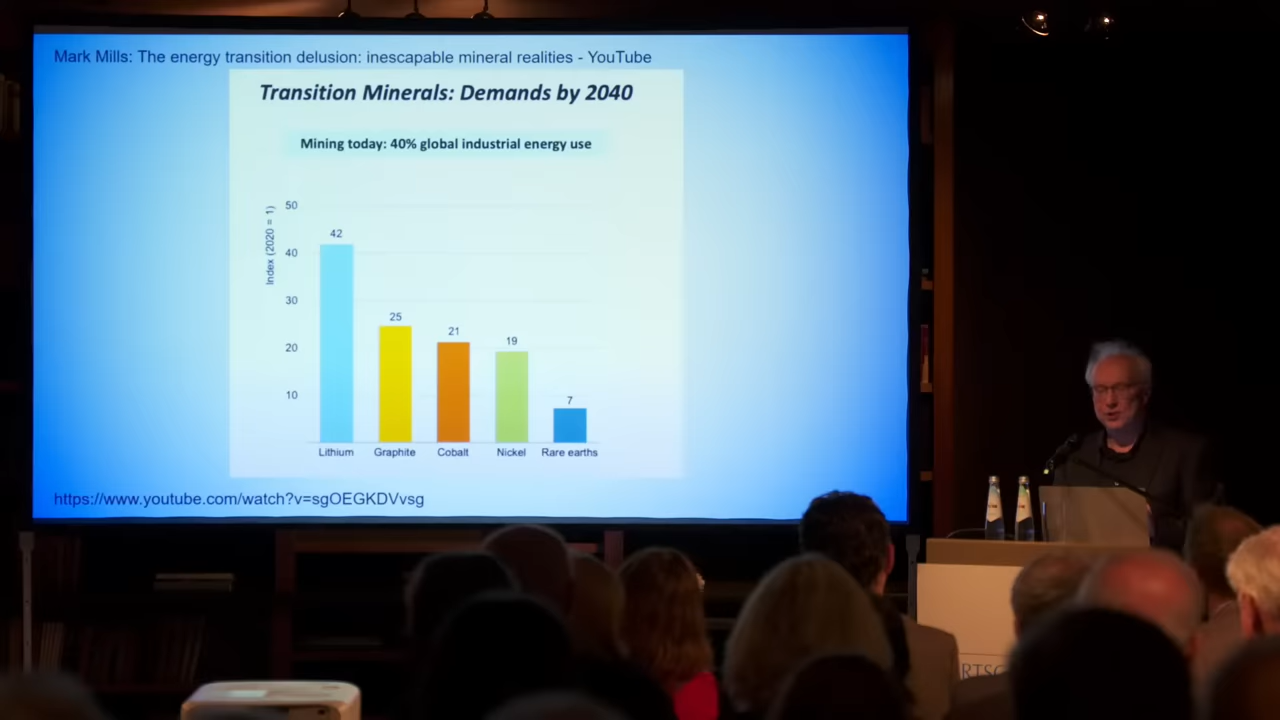 Mark Mills: The energy transition delusion: inescapable mineral realities - YouTube
Transition Minerals: Demands by 2040
Mining today: 40% global industrial energy use
Index (2020 = 1)
50
40
30
20
10
42
25
21
19
7
Lithium Graphite Cobalt Nickel Rare earths
https://www.youtube.com/watch?v=sgOEGKDVvsg